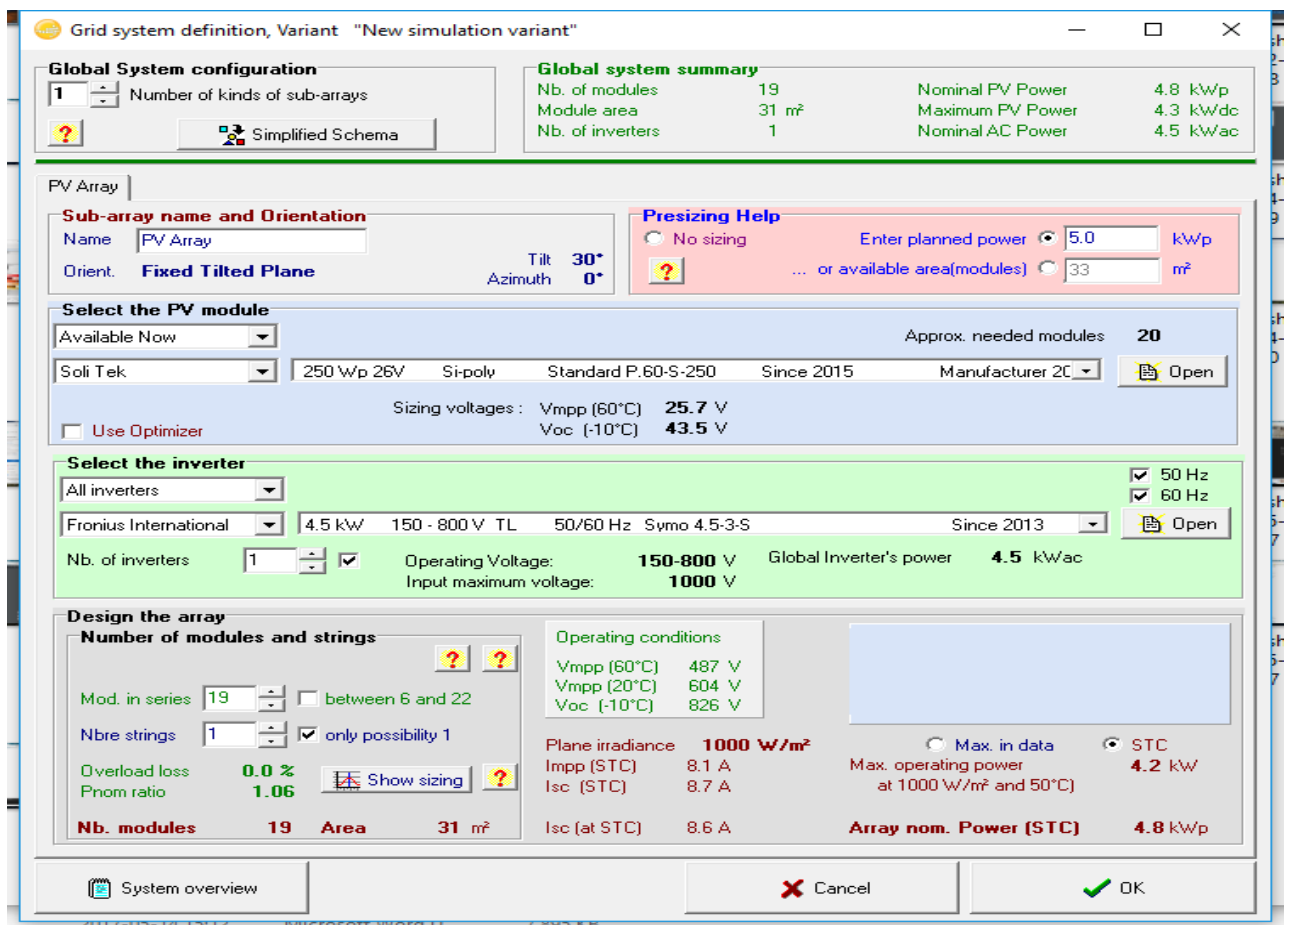 Grid system definition, Variant "New simulation variant"
Global System configuration
1 Number of kinds of sub-arrays
? Simplified Schema
Global system summary
Nb. of modules 19 Nominal PV Power 4.8 kWp
Module area 31 m² Maximum PV Power 4.3 kWdc
Nb. of inverters 1 Nominal AC Power 4.5 kWac
PV Array
Sub-array name and Orientation
Name PV Array
Orient. Fixed Tilted Plane
Tilt 30°
Azimuth 0°
Presizing Help
No sizing Enter planned power 5.0 kWp
? ... or available area(modules) 33 m²
Select the PV module
Available Now Approx. needed modules 20
Soli Tek 250 Wp 26V Si-poly Standard P.60-S-250 Since 2015 Manufacturer 20 Open
Sizing voltages : Vmpp (60°C) 25.7 V
Use Optimizer Voc (-10°C) 43.5 V
Select the inverter
All inverters 50 Hz
60 Hz
Fronius International 4.5 kW 150 - 800 V TL 50/60 Hz Symo 4.5-3-S Since 2013 Open
Nb. of inverters 1 Operating Voltage: 150-800 V Global Inverter's power 4.5 kWac
Input maximum voltage: 1000 V
Design the array
Number of modules and strings
? ?
Mod. in series 19 between 6 and 22
Nbre strings 1 only possibility 1
Overload loss 0.0 %
Pnom ratio 1.06
Show sizing ?
Nb. modules 19 Area 31 m²
Operating conditions
Vmpp (60°C) 487 V
Vmpp (20°C) 604 V
Voc (-10°C) 826 V
Plane irradiance 1000 W/m²
Impp (STC) 8.1 A
Isc (STC) 8.7 A
Isc (at STC) 8.6 A
Max. in data STC
Max. operating power 4.2 kW
at 1000 W/m² and 50°C)
Array nom. Power (STC) 4.8 kWp
System overview Cancel OK